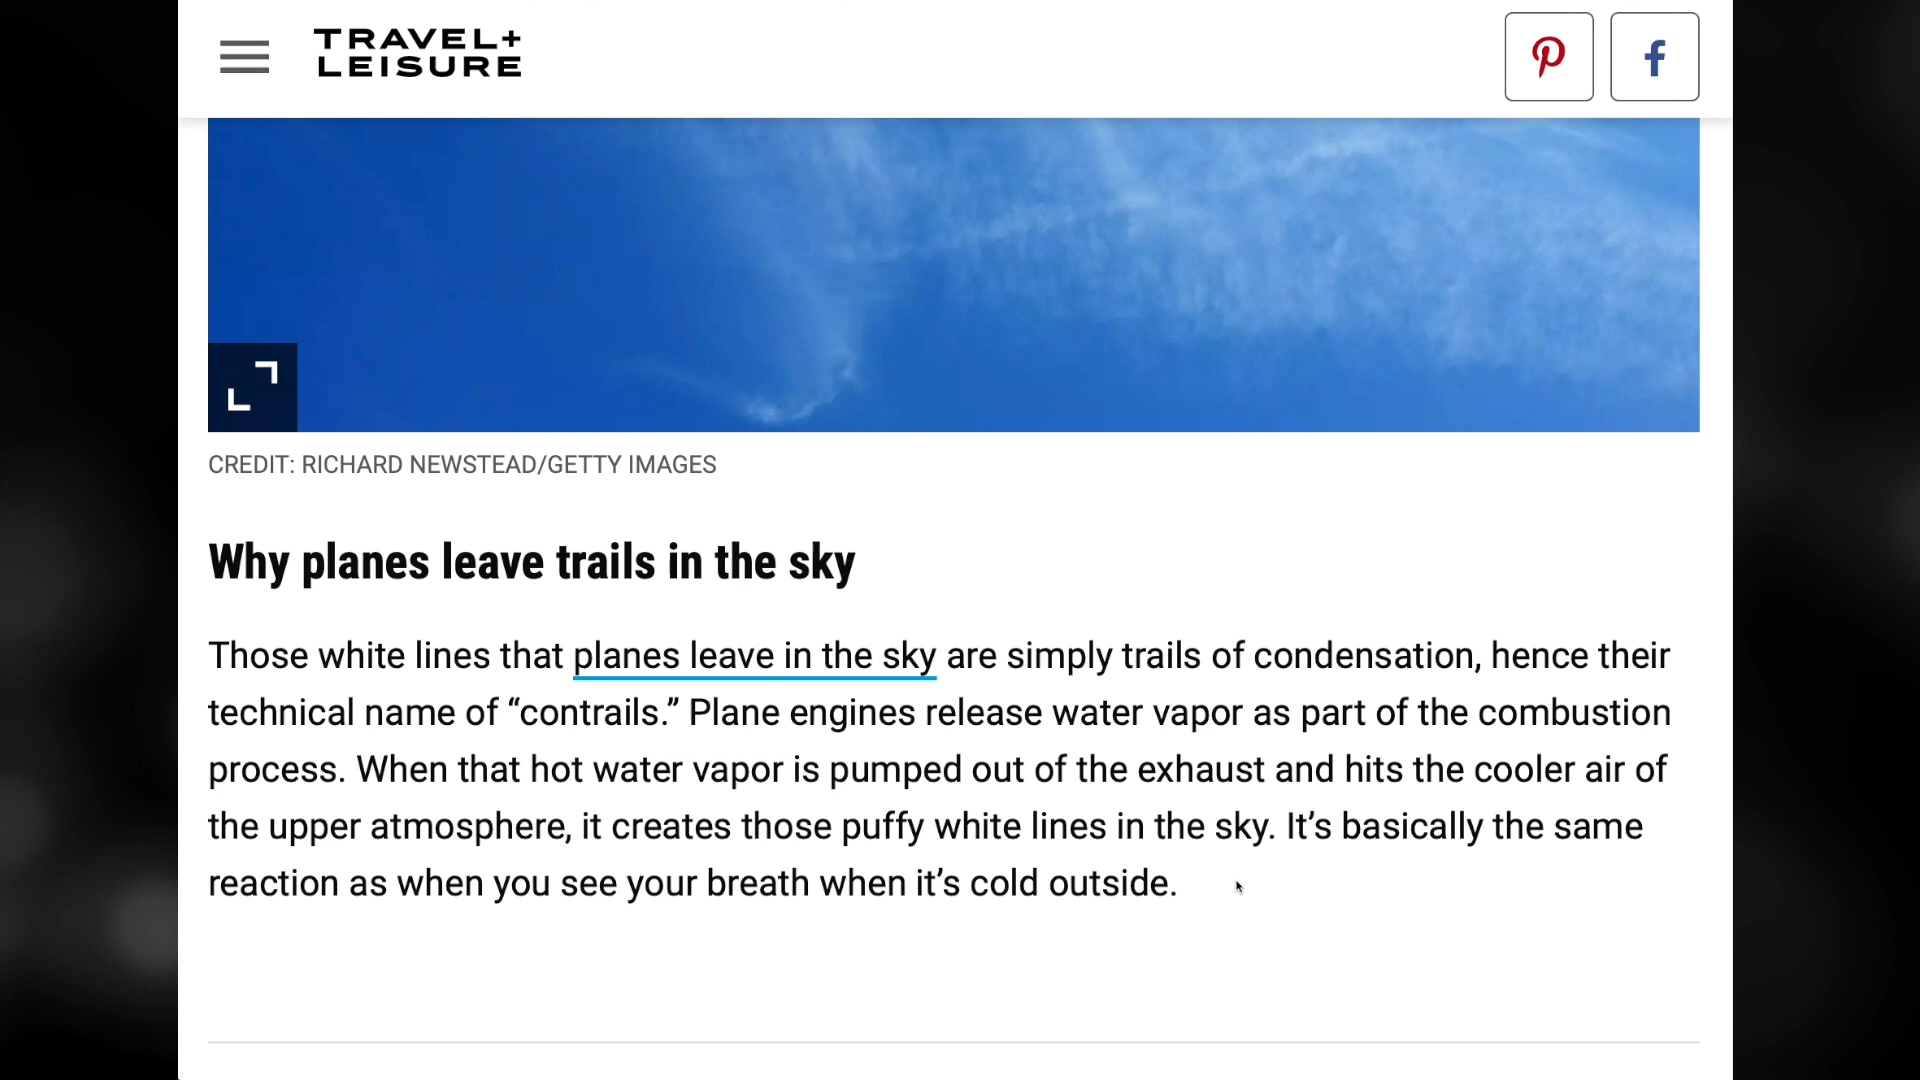 TRAVEL+
LEISURE
CREDIT: RICHARD NEWSTEAD/GETTY IMAGES
Why planes leave trails in the sky
Those white lines that planes leave in the sky are simply trails of condensation, hence their
technical name of “contrails.” Plane engines release water vapor as part of the combustion
process. When that hot water vapor is pumped out of the exhaust and hits the cooler air of
the upper atmosphere, it creates those puffy white lines in the sky. It’s basically the same
reaction as when you see your breath when it’s cold outside.